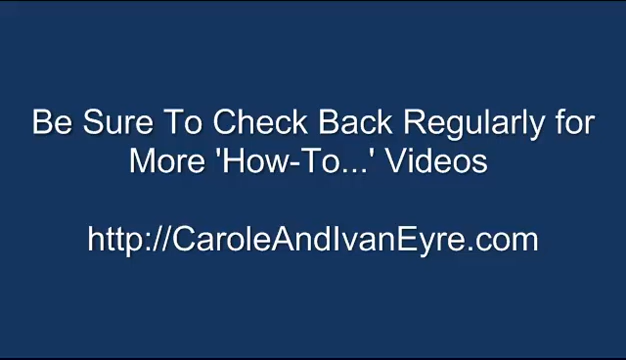 Be Sure To Check Back Regularly for
More 'How-To...' Videos
http://CaroleAndIvanEyre.com